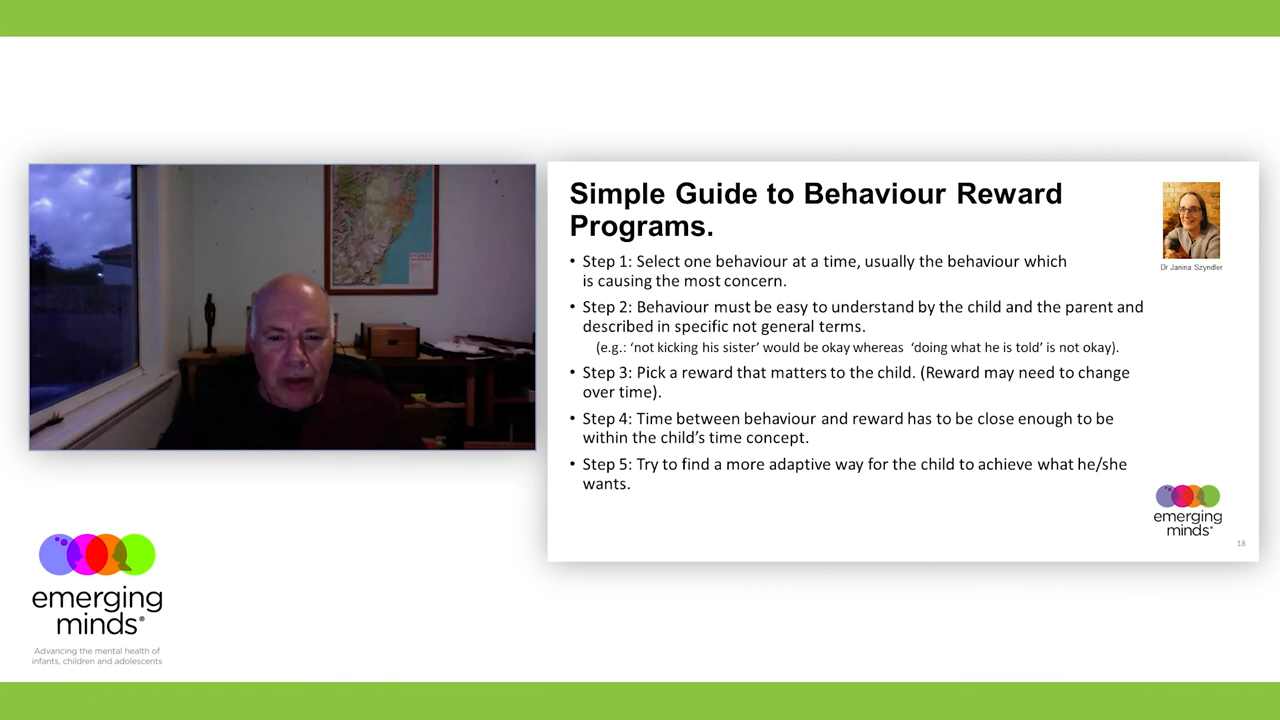 Simple Guide to Behaviour Reward
Programs.
Dr Janina Szyndler
• Step 1: Select one behaviour at a time, usually the behaviour which
is causing the most concern.
• Step 2: Behaviour must be easy to understand by the child and the parent and
described in specific not general terms.
(e.g.: ‘not kicking his sister’ would be okay whereas ‘doing what he is told’ is not okay).
• Step 3: Pick a reward that matters to the child. (Reward may need to change
over time).
• Step 4: Time between behaviour and reward has to be close enough to be
within the child’s time concept.
• Step 5: Try to find a more adaptive way for the child to achieve what he/she
wants.
emerging
minds®
18
emerging
minds®
Advancing the mental health of
infants, children and adolescents